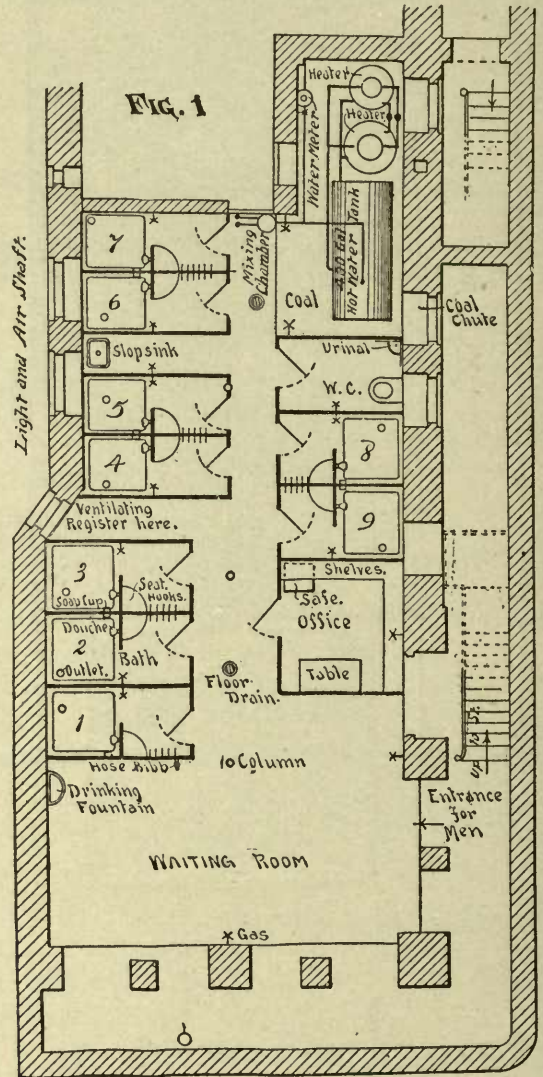 FIG. 1
Heater
Heater
Water Meter
400 Gal
Hot Water Tank
Mixing
Chamber
Coal
Coal
Chute
Light and Air Shaft.
7
6
Slopsink
Urinal
W.C.
5
4
8
9
Ventilating
Register here.
Shelves.
Safe.
Office
Table
3
Soap Cup
Seat.
Hooks.
Douche
2
Outlet.
Bath
1
Floor
Drain.
Hose Bibb
Column
Drinking
Fountain
Up to St.
Entrance
for
Men
WAITING ROOM
Gas